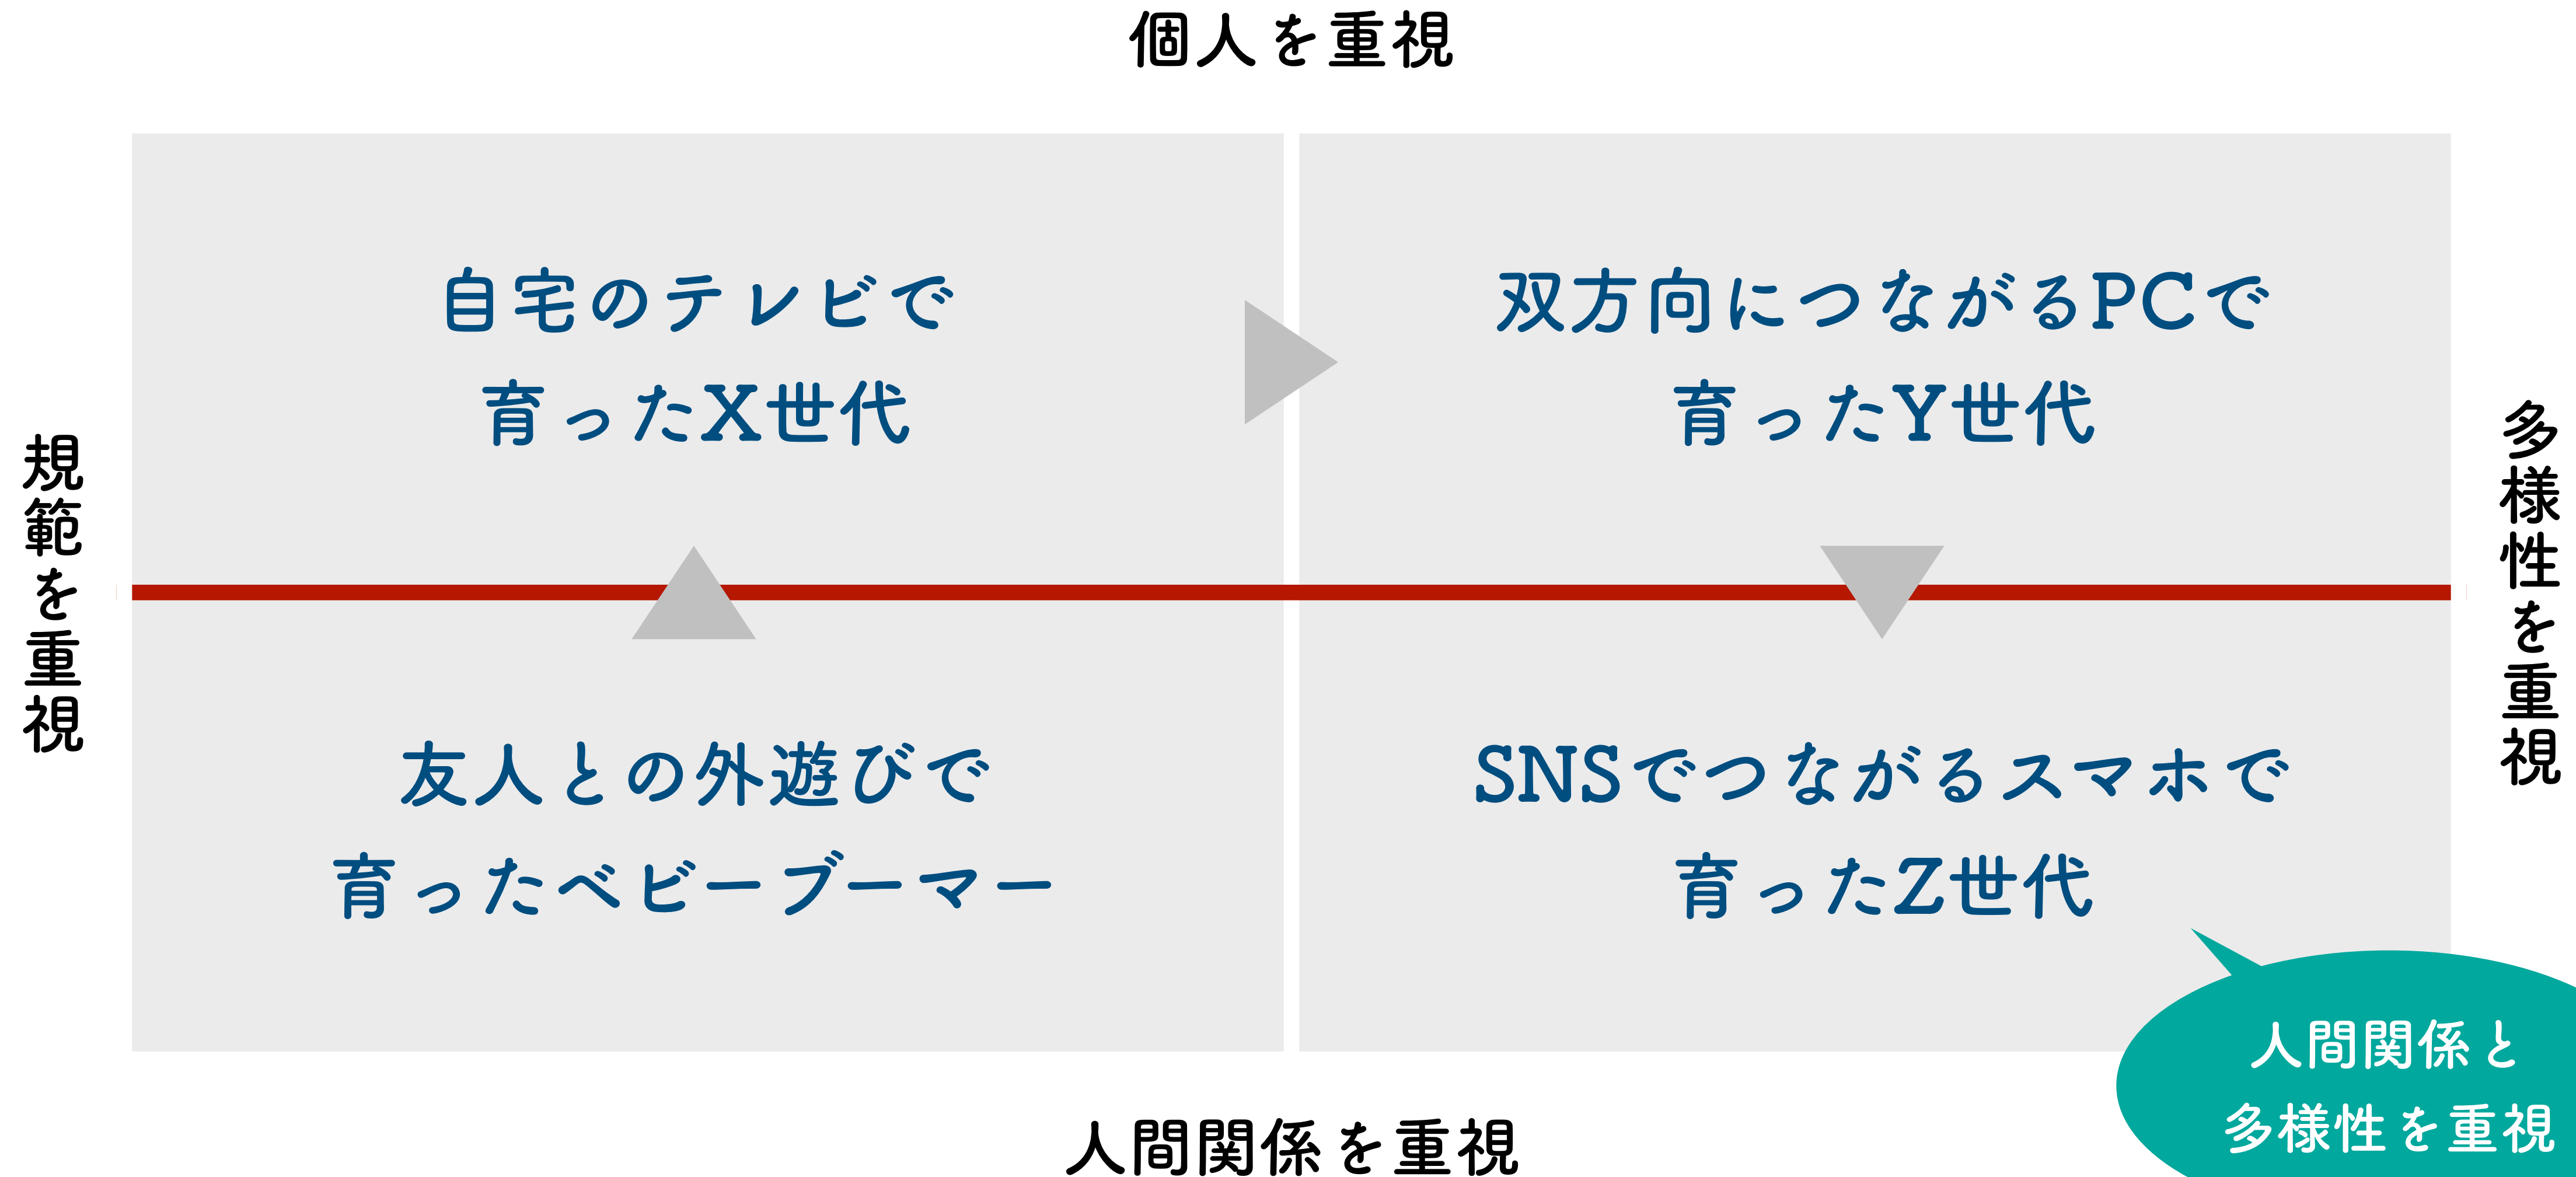 個人を重視
自宅のテレビで
育ったX世代
双方向につながるPCで
育ったY世代
規範を重視
多様性を重視
友人との外遊びで
育ったベビーブーマー
SNSでつながるスマホで
育ったZ世代
人間関係と
多様性を重視
人間関係を重視